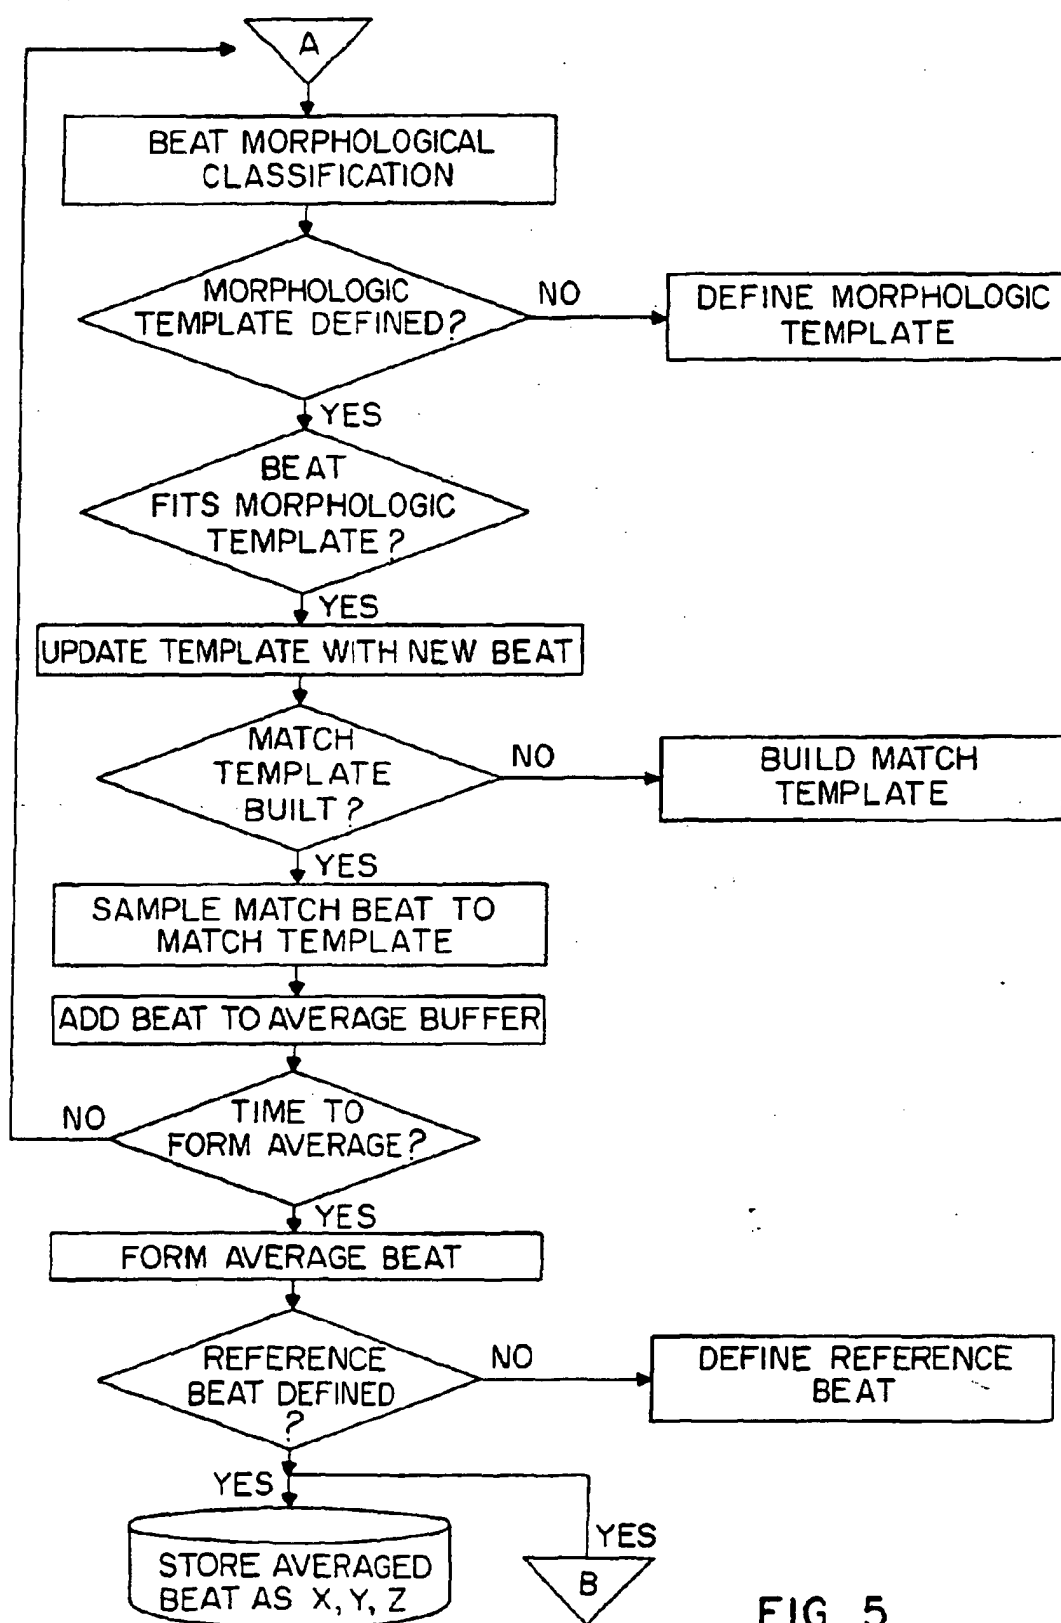 A
BEAT MORPHOLOGICAL
CLASSIFICATION
MORPHOLOGIC
TEMPLATE DEFINED?
NO
DEFINE MORPHOLOGIC
TEMPLATE
YES
BEAT
FITS MORPHOLOGIC
TEMPLATE?
YES
UPDATE TEMPLATE WITH NEW BEAT
MATCH
TEMPLATE
BUILT?
NO
BUILD MATCH
TEMPLATE
YES
SAMPLE MATCH BEAT TO
MATCH TEMPLATE
ADD BEAT TO AVERAGE BUFFER
TIME TO
FORM AVERAGE?
NO
YES
FORM AVERAGE BEAT
REFERENCE
BEAT DEFINED
?
NO
DEFINE REFERENCE
BEAT
YES
STORE AVERAGED
BEAT AS X, Y, Z
YES
B
FIG. 5